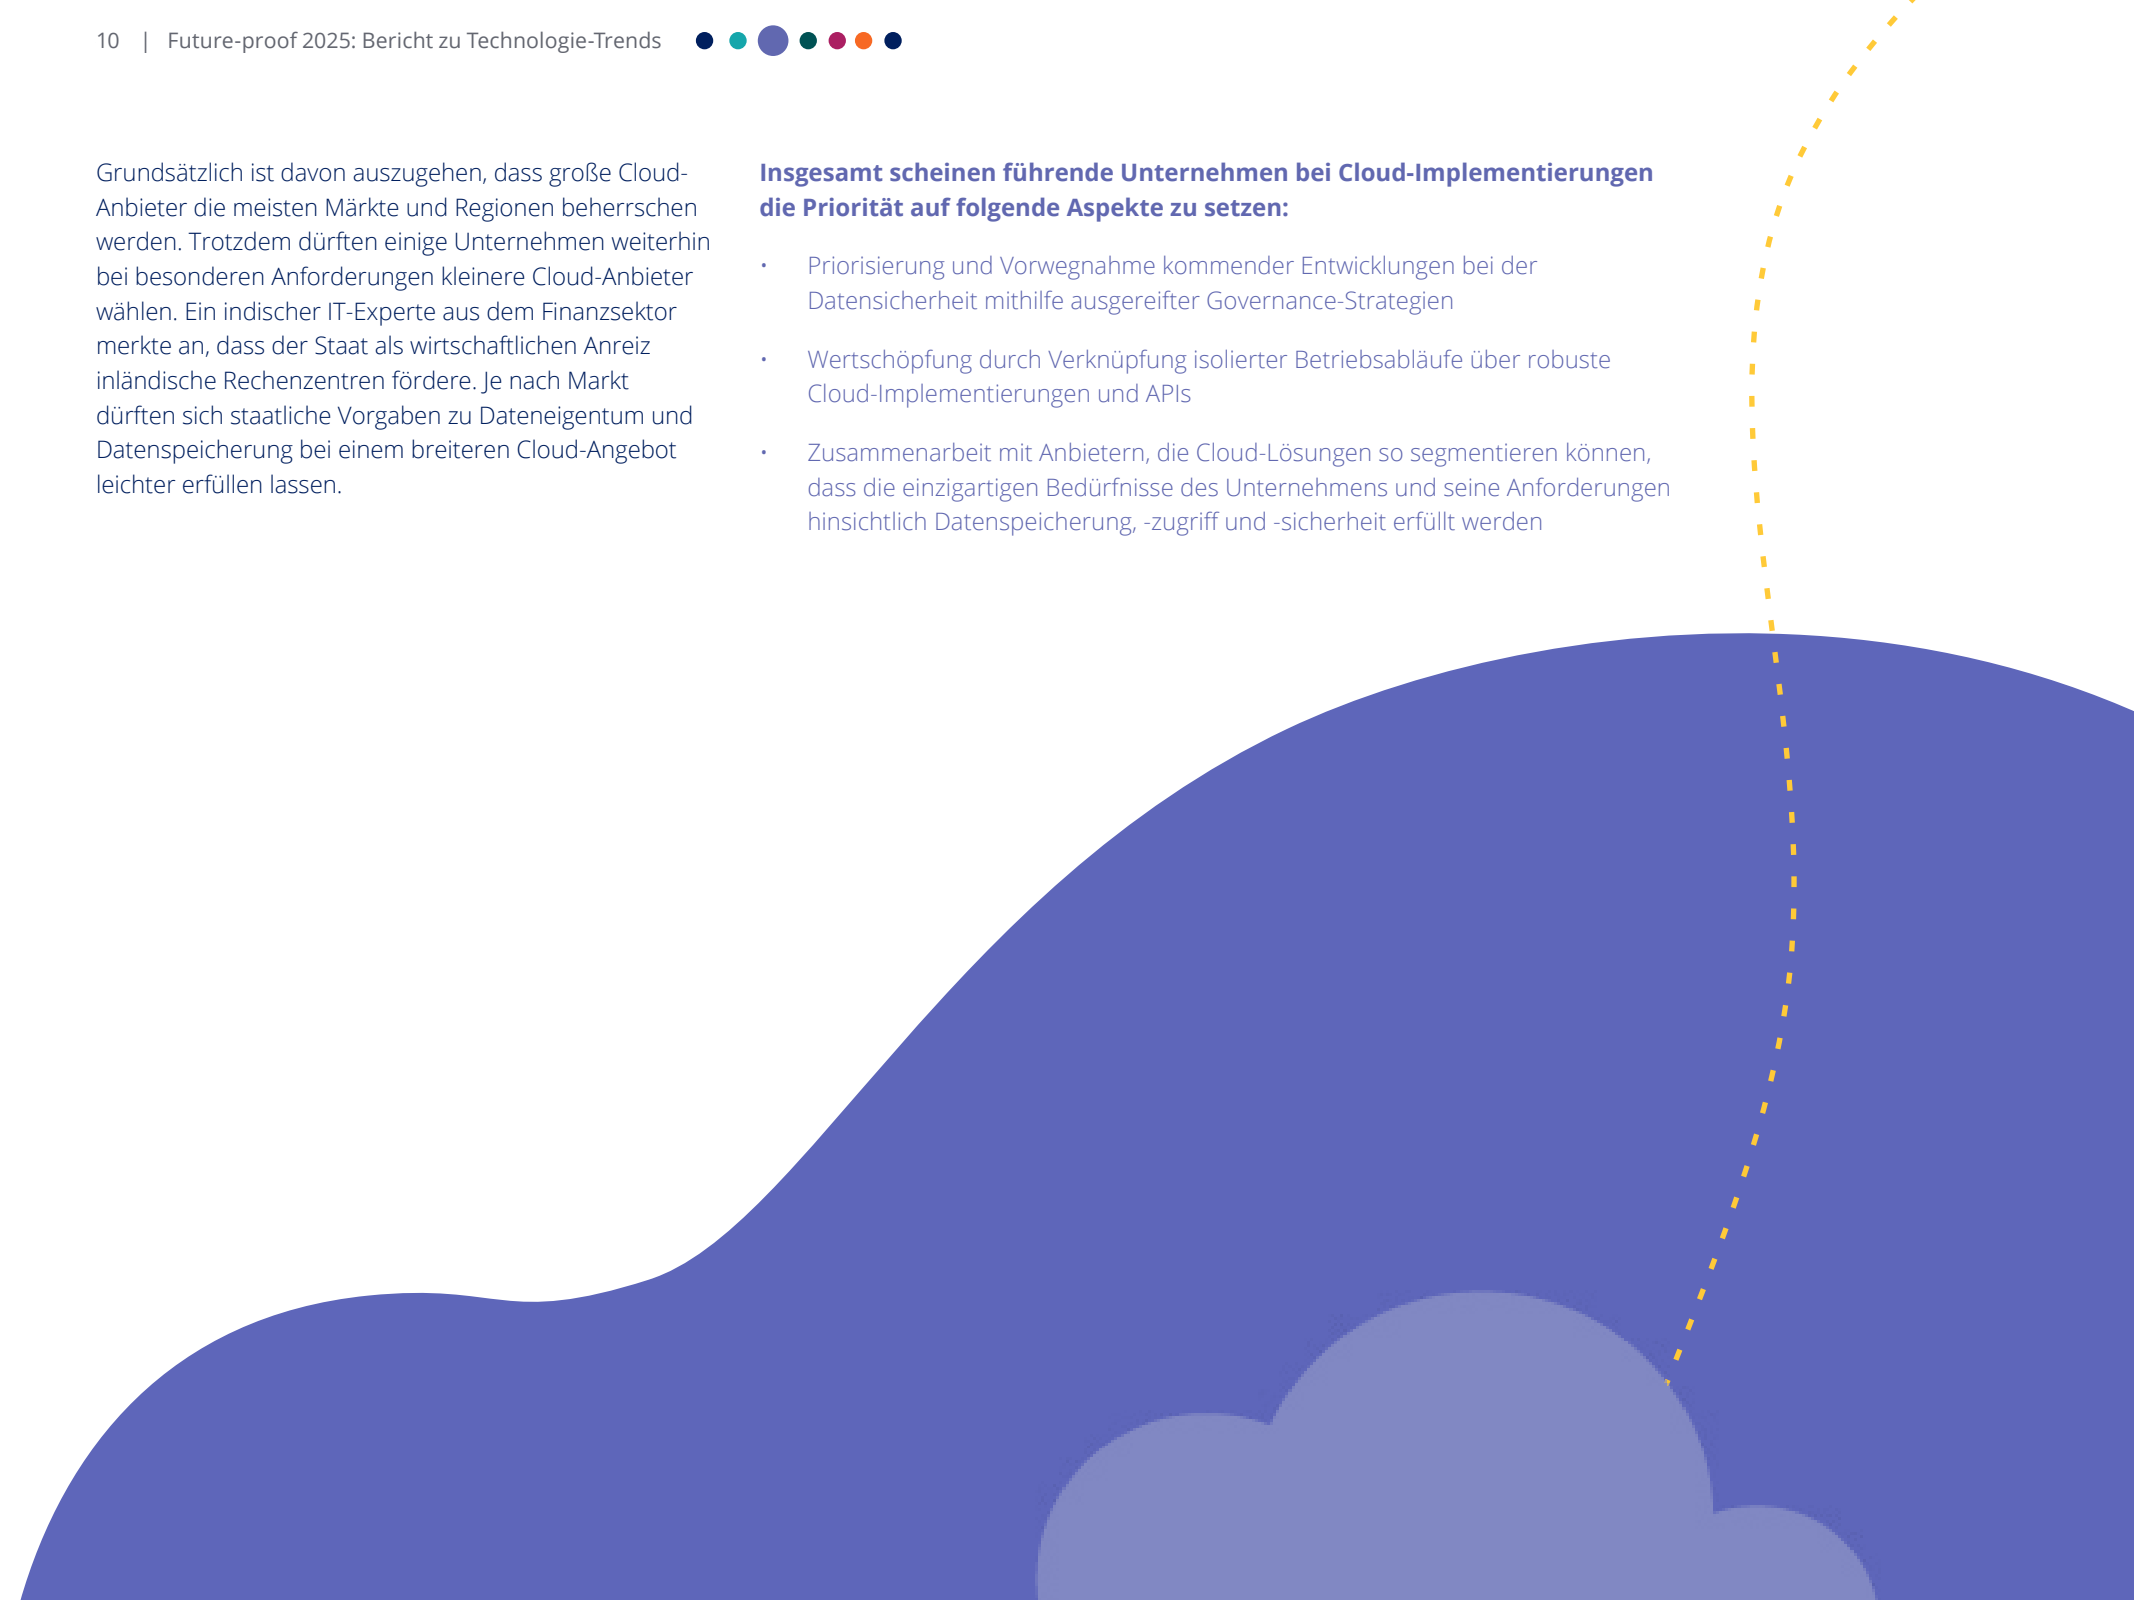 10 | Future-proof 2025: Bericht zu Technologie-Trends
Grundsätzlich ist davon auszugehen, dass große Cloud-
Anbieter die meisten Märkte und Regionen beherrschen
werden. Trotzdem dürften einige Unternehmen weiterhin
bei besonderen Anforderungen kleinere Cloud-Anbieter
wählen. Ein indischer IT-Experte aus dem Finanzsektor
merkte an, dass der Staat als wirtschaftlichen Anreiz
inländische Rechenzentren fördere. Je nach Markt
dürften sich staatliche Vorgaben zu Dateneigentum und
Datenspeicherung bei einem breiteren Cloud-Angebot
leichter erfüllen lassen.
Insgesamt scheinen führende Unternehmen bei Cloud-Implementierungen
die Priorität auf folgende Aspekte zu setzen:
• Priorisierung und Vorwegnahme kommender Entwicklungen bei der
Datensicherheit mithilfe ausgereifter Governance-Strategien
• Wertschöpfung durch Verknüpfung isolierter Betriebsabläufe über robuste
Cloud-Implementierungen und APIs
• Zusammenarbeit mit Anbietern, die Cloud-Lösungen so segmentieren können,
dass die einzigartigen Bedürfnisse des Unternehmens und seine Anforderungen
hinsichtlich Datenspeicherung, -zugriff und -sicherheit erfüllt werden